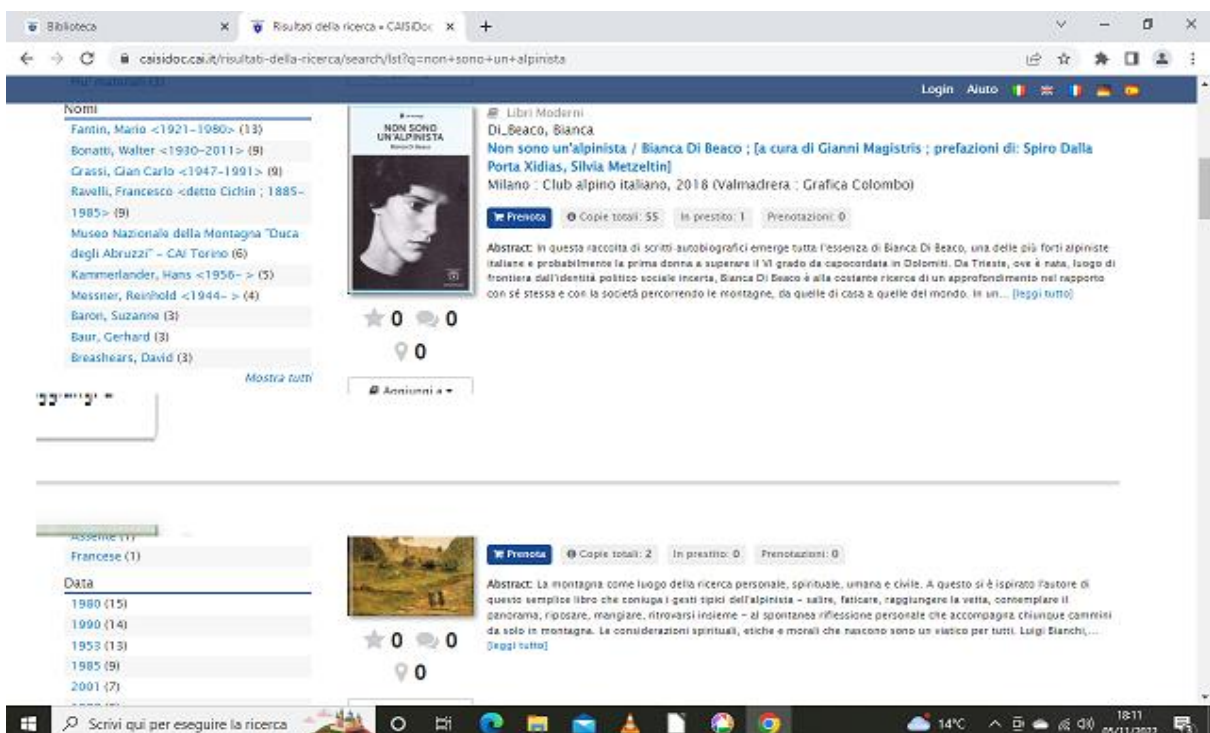 Biblioteca
Risultati della ricerca • CAISiDoc
caisidoc.cai.it/risultati-della-ricerca/search/lst?q=non+sono+un+alpinista
Login Aiuto
Nomi
Fantin, Mario <1921-1980> (13)
Bonatti, Walter <1930-2011> (9)
Grassi, Gian Carlo <1947-1991> (9)
Ravelli, Francesco <detto Cichin ; 1885-
1985> (9)
Museo Nazionale della Montagna "Duca
degli Abruzzi" - CAI Torino (6)
Kammerlander, Hans <1956- > (5)
Messner, Reinhold <1944- > (4)
Baron, Suzanne (3)
Baur, Gerhard (3)
Breashears, David (3)
Mostra tutti
NON SONO
UN'ALPINISTA
Bianca Di Beaco
Libri Moderni
Di_Beaco, Bianca
Non sono un'alpinista / Bianca Di Beaco ; [a cura di Gianni Magistris ; prefazioni di: Spiro Dalla
Porta Xidias, Silvia Metzeltin]
Milano : Club alpino italiano, 2018 (Valmadrera : Grafica Colombo)
Prenota Copie totali: 55 In prestito: 1 Prenotazioni: 0
Abstract: In questa raccolta di scritti autobiografici emerge tutta l'essenza di Bianca Di Beaco, una delle più forti alpiniste
italiane e probabilmente la prima donna a superare il VI grado da capocordata in Dolomiti. Da Trieste, ove è nata, luogo di
frontiera dall'identità politico sociale incerta, Bianca Di Beaco è alla costante ricerca di un approfondimento nel rapporto
con sé stessa e con la società percorrendo le montagne, da quelle di casa a quelle del mondo. In un... [leggi tutto]
0 0
0
Aggiungi a
Assente (1)
Francese (1)
Data
1980 (15)
1990 (14)
1953 (13)
1985 (9)
2001 (7)
Prenota Copie totali: 2 In prestito: 0 Prenotazioni: 0
Abstract: La montagna come luogo della ricerca personale, spirituale, umana e civile. A questo si è ispirato l'autore di
questo semplice libro che coniuga i gesti tipici dell'alpinista - salire, faticare, raggiungere la vetta, contemplare il
panorama, riposare, mangiare, ritrovarsi insieme - al spontanea riflessione personale che accompagna chiunque cammini
da solo in montagna. Le considerazioni spirituali, etiche e morali che nascono sono un viatico per tutti. Luigi Bianchi,...
[leggi tutto]
0 0
0
Scrivi qui per eseguire la ricerca
14°C
18:11
05/11/2022